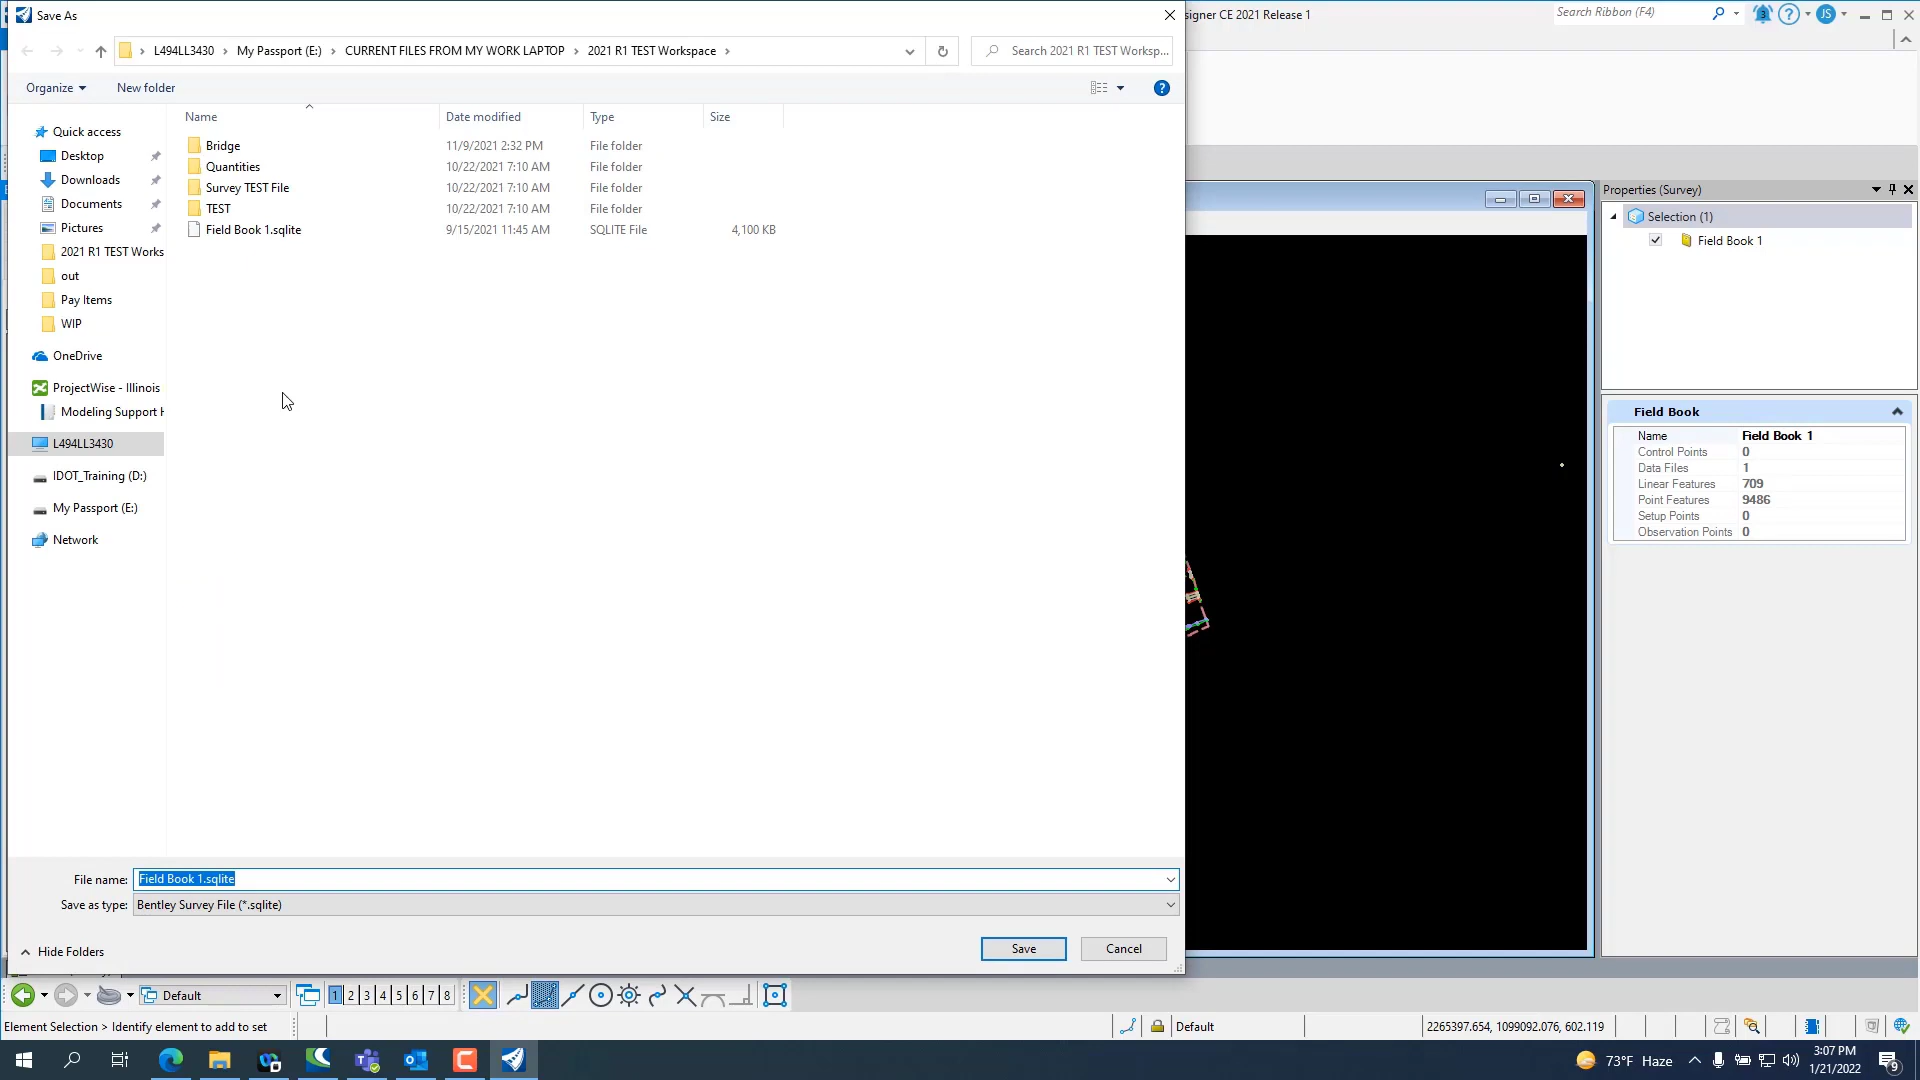 Save As
signer CE 2021 Release 1
Search Ribbon (F4)
3
JS
L494LL3430 > My Passport (E:) > CURRENT FILES FROM MY WORK LAPTOP > 2021 R1 TEST Workspace >
Search 2021 R1 TEST Worksp...
Organize
New folder
Name
Date modified
Type
Size
Quick access
Desktop
Downloads
Documents
Pictures
2021 R1 TEST Works
out
Pay Items
WIP
OneDrive
ProjectWise - Illinois
Modeling Support H
L494LL3430
IDOT_Training (D:)
My Passport (E:)
Network
Bridge 11/9/2021 2:32 PM File folder
Quantities 10/22/2021 7:10 AM File folder
Survey TEST File 10/22/2021 7:10 AM File folder
TEST 10/22/2021 7:10 AM File folder
Field Book 1.sqlite 9/15/2021 11:45 AM SQLITE File 4,100 KB
Properties (Survey)
Selection (1)
Field Book 1
Field Book
Name Field Book 1
Control Points 0
Data Files 1
Linear Features 709
Point Features 9486
Setup Points 0
Observation Points 0
File name: Field Book 1.sqlite
Save as type: Bentley Survey File (*.sqlite)
Hide Folders
Save
Cancel
Default
1 2 3 4 5 6 7 8
Element Selection > Identify element to add to set
Default
2265397.654, 1099092.076, 602.119
73°F Haze
3:07 PM
1/21/2022
9